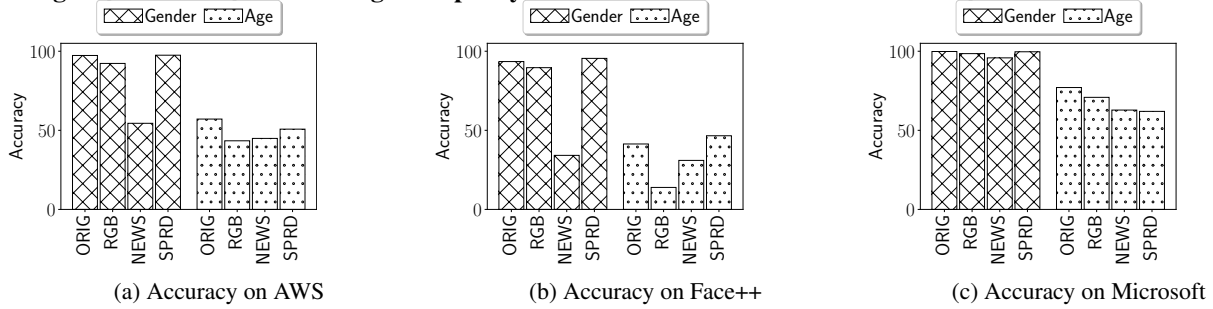 Gender Age
100
50
0
Accuracy
ORIG RGB NEWS SPRD ORIG RGB NEWS SPRD
(a) Accuracy on AWS
Gender Age
100
50
0
Accuracy
ORIG RGB NEWS SPRD ORIG RGB NEWS SPRD
(b) Accuracy on Face++
Gender Age
100
50
0
Accuracy
ORIG RGB NEWS SPRD ORIG RGB NEWS SPRD
(c) Accuracy on Microsoft